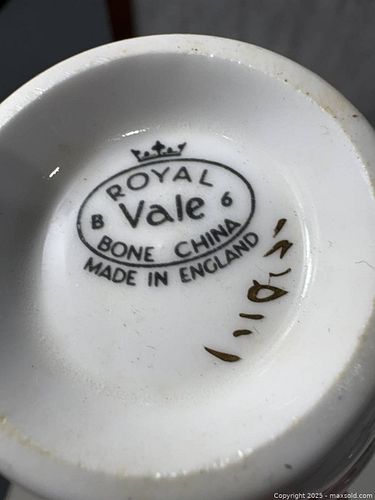 ROYAL
B Vale 6
BONE CHINA
MADE IN ENGLAND
Copyright © 2025 - maxsold.com